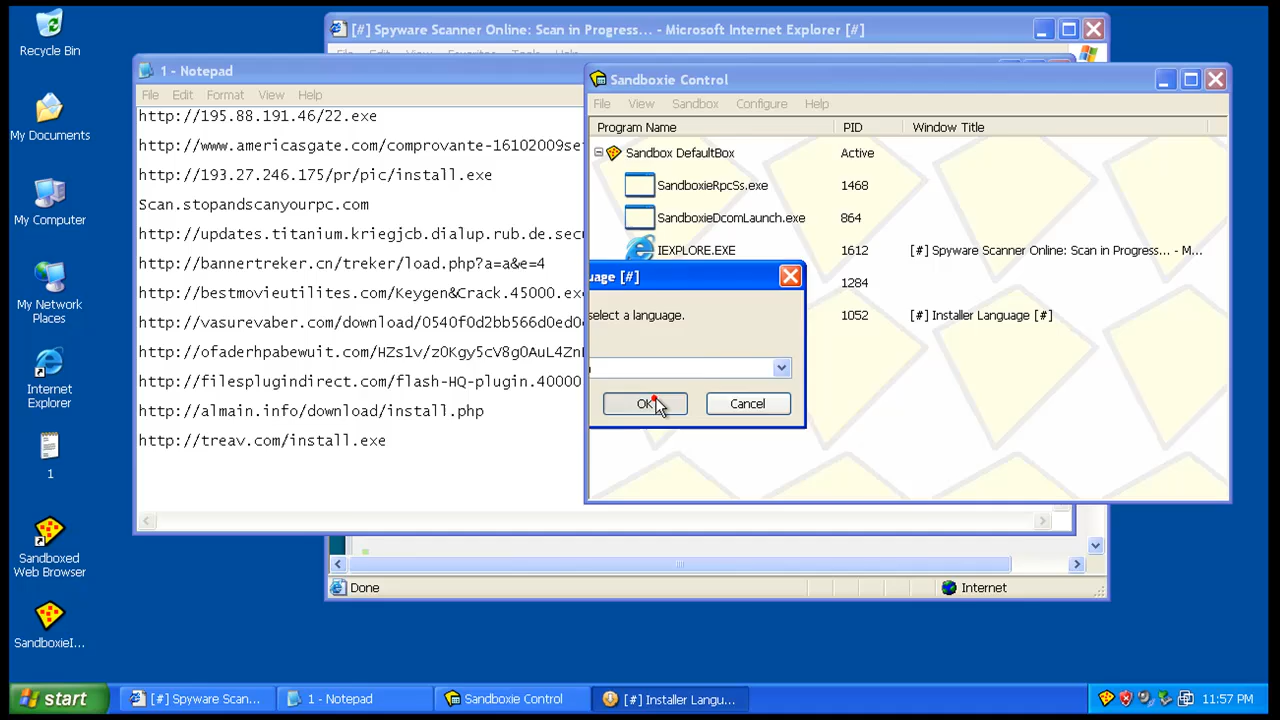 Recycle Bin
My Documents
My Computer
My Network
Places
Internet
Explorer
1
Sandboxed
Web Browser
SandboxieI...
[#] Spyware Scanner Online: Scan in Progress... - Microsoft Internet Explorer [#]
1 - Notepad
File Edit Format View Help
http://195.88.191.46/22.exe
http://www.americasgate.com/comprovante-16102009se
http://193.27.246.175/pr/pic/install.exe
Scan.stopandscanyourpc.com
http://updates.titanium.kriegjcb.dialup.rub.de.sec
http://bannertreker.cn/treker/load.php?a=a&e=4
http://bestmovieutilites.com/Keygen&Crack.45000.ex
http://vasurevaber.com/download/0540f0d2bb566d0ed0
http://ofaderhpabewuit.com/HZs1v/z0Kgy5cV8g0AuL4Zn
http://filesplugindirect.com/flash-HQ-plugin.40000
http://almain.info/download/install.php
http://treav.com/install.exe
Sandboxie Control
File View Sandbox Configure Help
Program Name PID Window Title
Sandbox DefaultBox Active
SandboxieRpcSs.exe 1468
SandboxieDcomLaunch.exe 864
IEXPLORE.EXE 1612 [#] Spyware Scanner Online: Scan in Progress... - M...
1284
1052 [#] Installer Language [#]
uage [#]
select a language.
OK Cancel
Done Internet
start [#] Spyware Scan... 1 - Notepad Sandboxie Control [#] Installer Langu... 11:57 PM